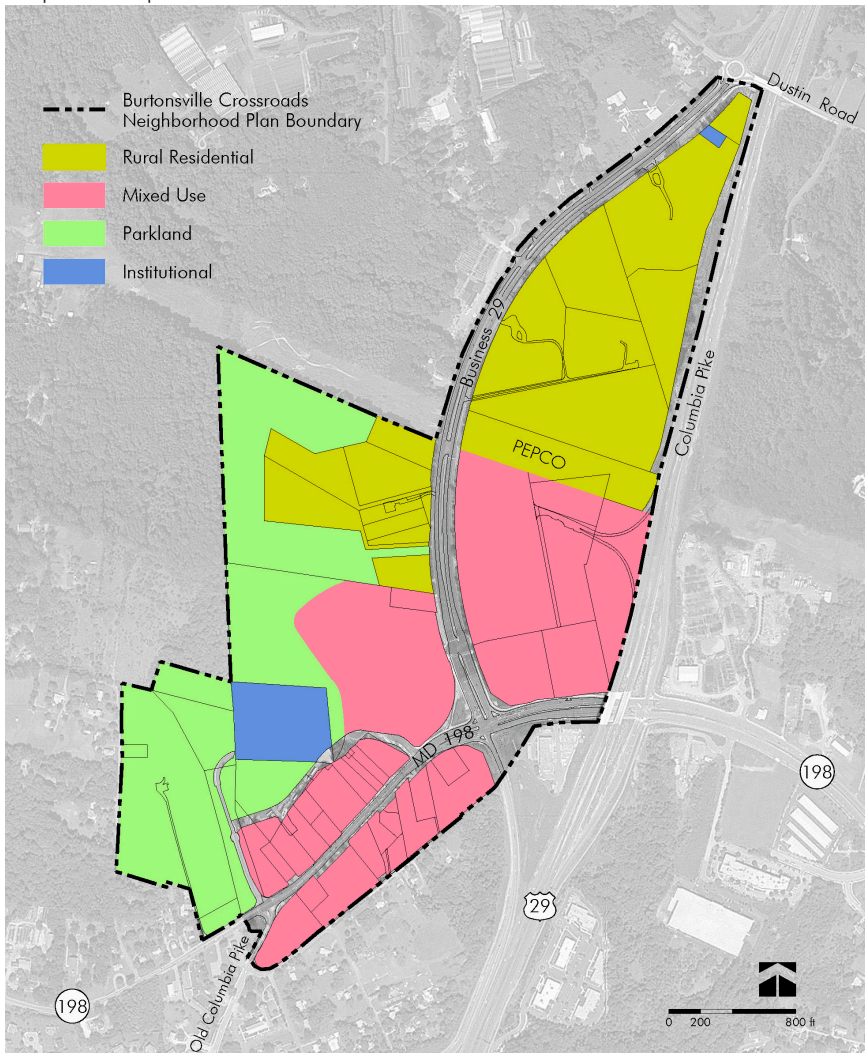 Burtonsville Crossroads
Neighborhood Plan Boundary
Rural Residential
Mixed Use
Parkland
Institutional
Dustin Road
Business 29
Columbia Pike
PEPCO
MD 198
198
29
Old Columbia Pike
198
0 200 800 ft